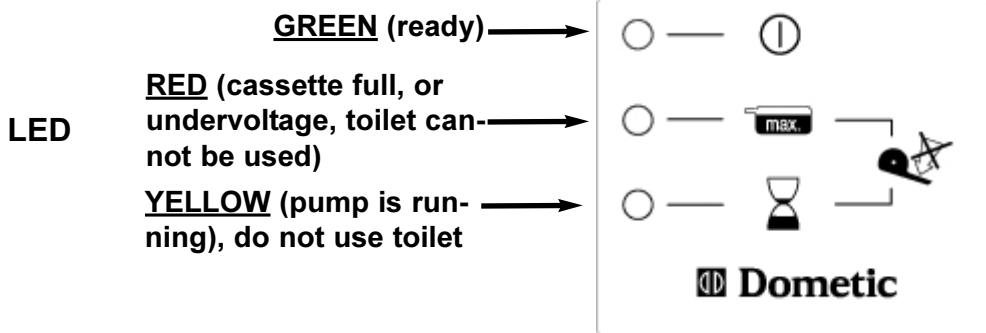 GREEN (ready)
RED (cassette full, or
LED
undervoltage, toilet can-
not be used)
YELLOW (pump is run-
ning), do not use toilet
max.
Dometic